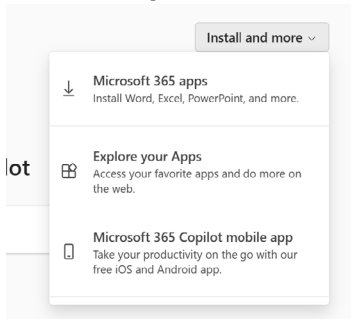 Install and more
Microsoft 365 apps
Install Word, Excel, PowerPoint, and more.
Explore your Apps
Access your favorite apps and do more on
the web.
lot
Microsoft 365 Copilot mobile app
Take your productivity on the go with our
free iOS and Android app.